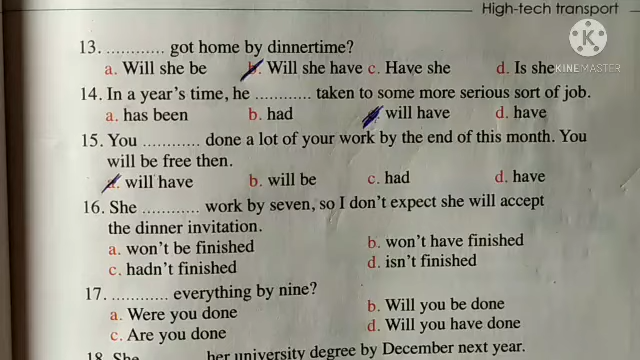 High-tech transport
KINEMASTER
13. ............ got home by dinnertime?
a. Will she be b. Will she have c. Have she d. Is she
14. In a year's time, he ............ taken to some more serious sort of job.
a. has been b. had c. will have d. have
15. You ............ done a lot of your work by the end of this month. You
will be free then.
a. will have b. will be c. had d. have
16. She ............ work by seven, so I don't expect she will accept
the dinner invitation.
a. won't be finished b. won't have finished
c. hadn't finished d. isn't finished
17. ............ everything by nine?
a. Were you done b. Will you be done
c. Are you done d. Will you have done
18. She ............ her university degree by December next year.